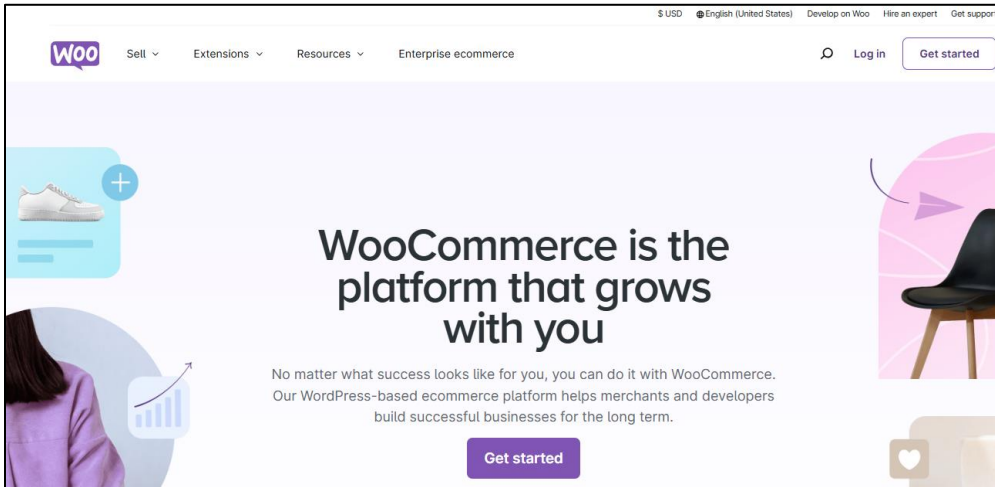 $ USD English (United States) Develop on Woo Hire an expert Get support
Woo Sell Extensions Resources Enterprise ecommerce Log in Get started
WooCommerce is the
platform that grows
with you
No matter what success looks like for you, you can do it with WooCommerce.
Our WordPress-based ecommerce platform helps merchants and developers
build successful businesses for the long term.
Get started